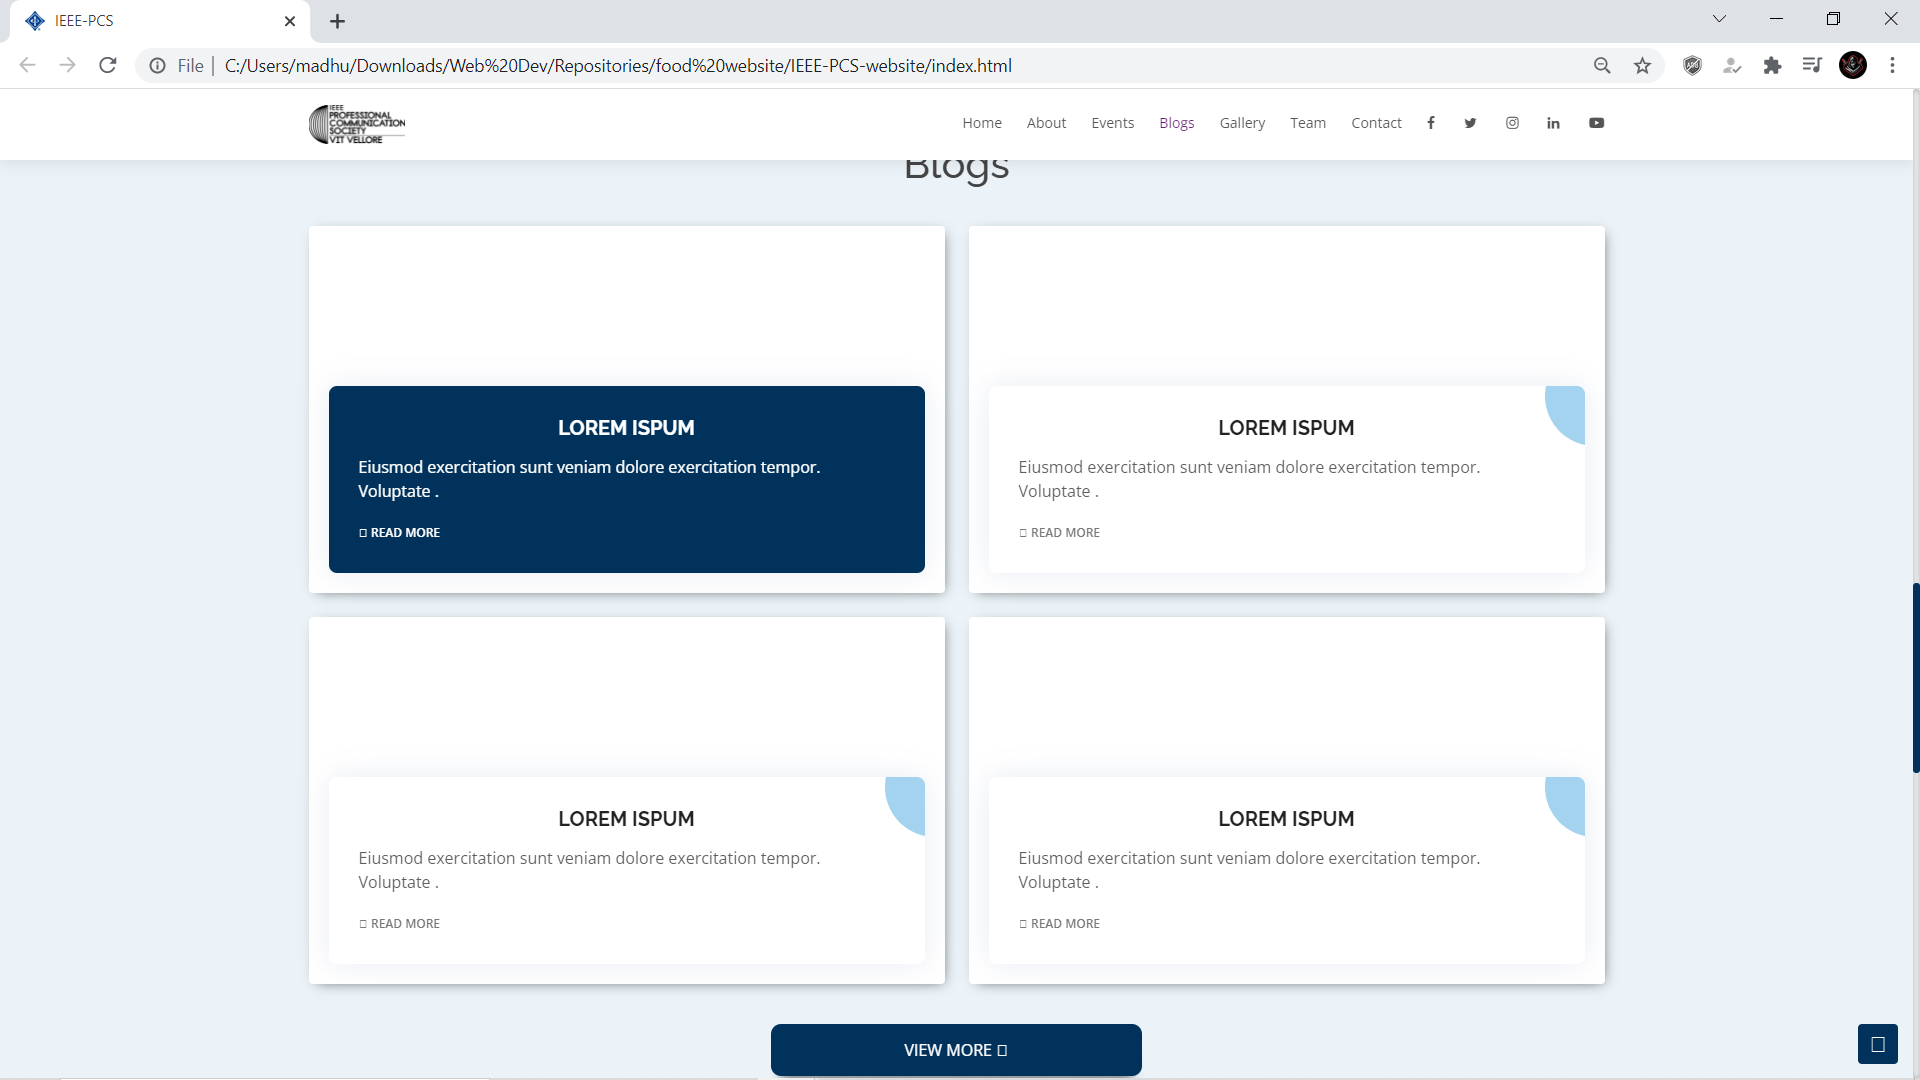 IEEE-PCS
File
C:/Users/madhu/Downloads/Web%20Dev/Repositories/food%20website/IEEE-PCS-website/index.html
IEEE
PROFESSIONAL
COMMUNICATION
SOCIETY
VIT VELLORE
Home About Events Blogs Gallery Team Contact
Blogs
LOREM ISPUM
Eiusmod exercitation sunt veniam dolore exercitation tempor.
Voluptate .
READ MORE
LOREM ISPUM
Eiusmod exercitation sunt veniam dolore exercitation tempor.
Voluptate .
READ MORE
LOREM ISPUM
Eiusmod exercitation sunt veniam dolore exercitation tempor.
Voluptate .
READ MORE
LOREM ISPUM
Eiusmod exercitation sunt veniam dolore exercitation tempor.
Voluptate .
READ MORE
VIEW MORE